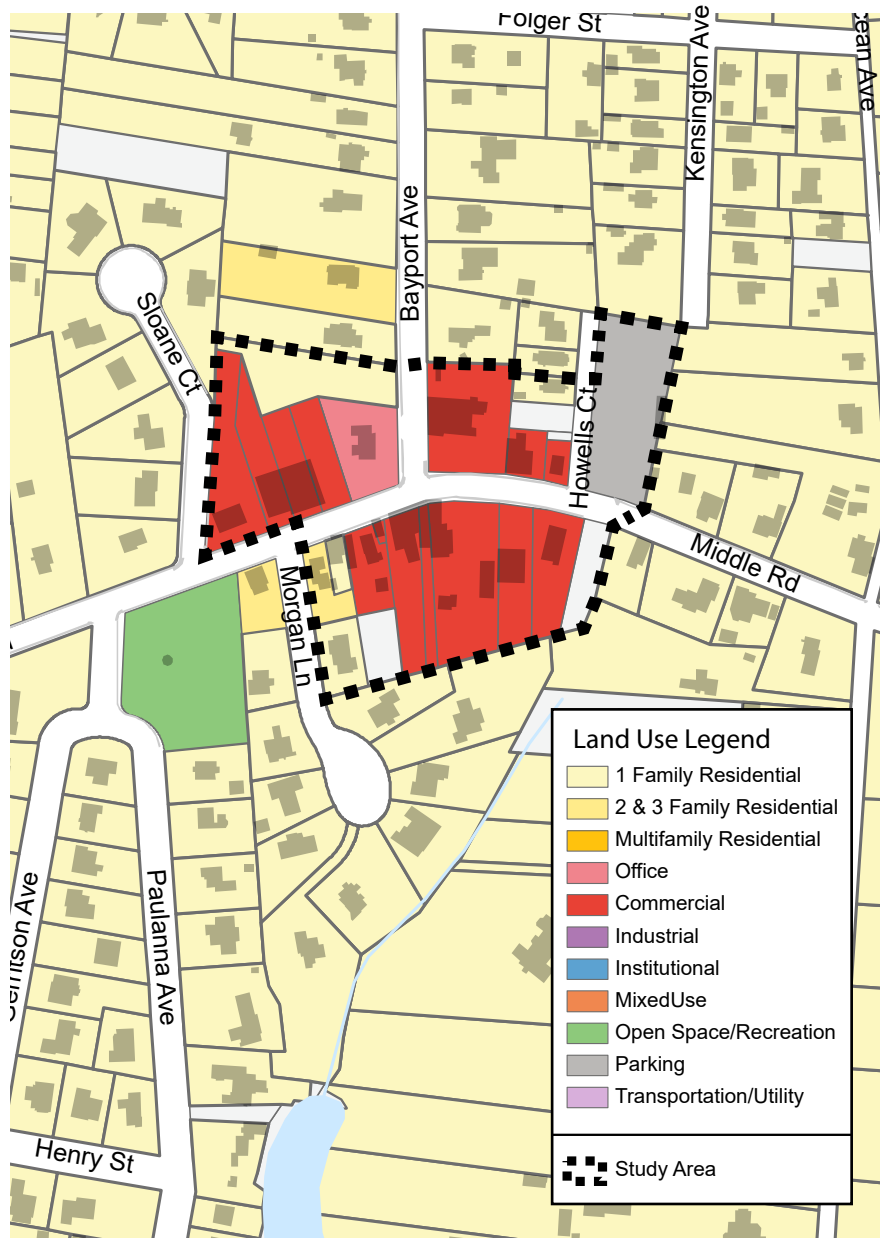 Folger St
Kensington Ave
Bayport Ave
Sloane Ct
Howells Ct
Middle Rd
Morgan Ln
Paulanna Ave
Henry St
Land Use Legend
1 Family Residential
2 & 3 Family Residential
Multifamily Residential
Office
Commercial
Industrial
Institutional
MixedUse
Open Space/Recreation
Parking
Transportation/Utility
Study Area